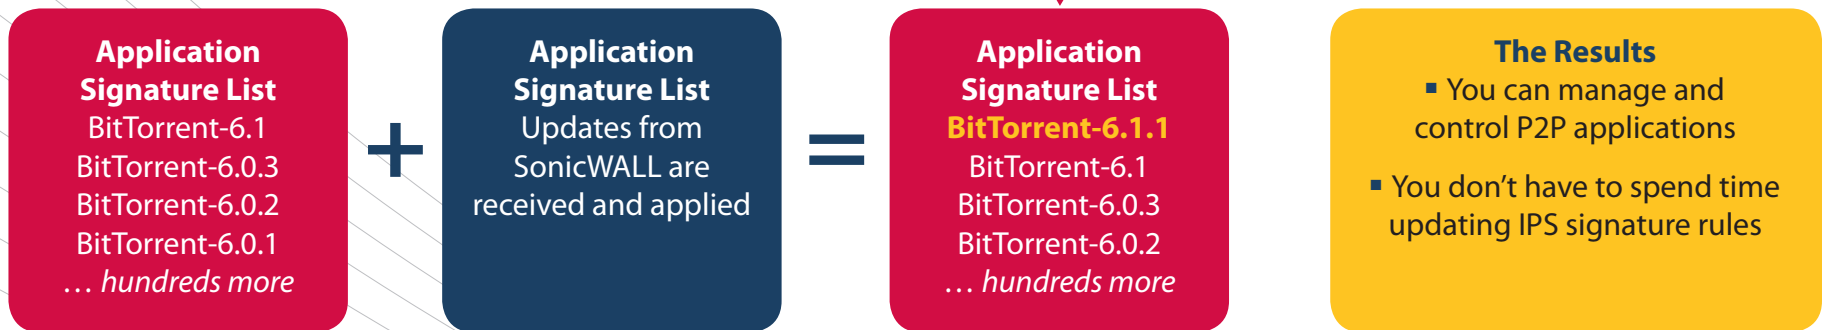 Application
Signature List
BitTorrent-6.1
BitTorrent-6.0.3
BitTorrent-6.0.2
BitTorrent-6.0.1
… hundreds more
+
Application
Signature List
Updates from
SonicWALL are
received and applied
=
Application
Signature List
BitTorrent-6.1.1
BitTorrent-6.1
BitTorrent-6.0.3
BitTorrent-6.0.2
… hundreds more
The Results
▪ You can manage and
control P2P applications
▪ You don’t have to spend time
updating IPS signature rules